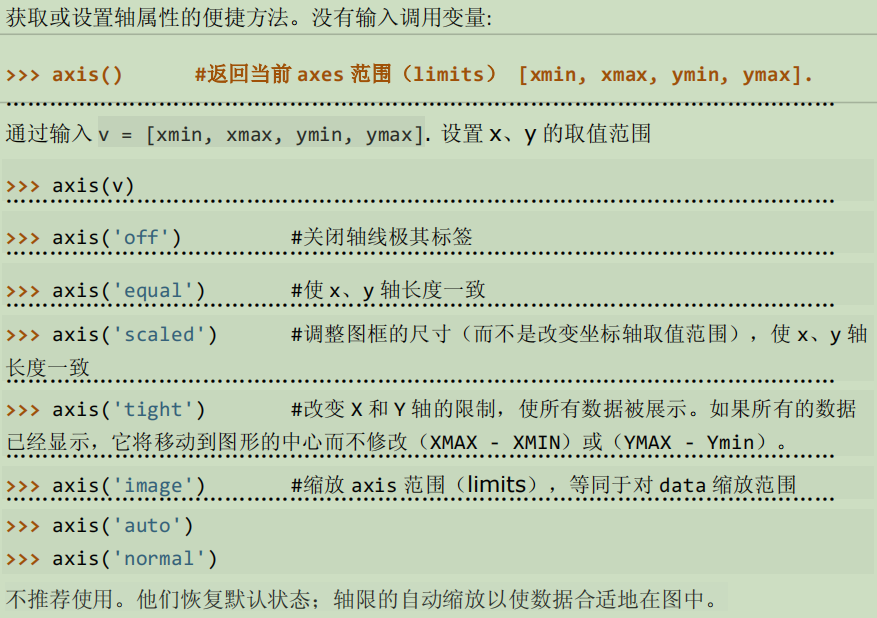 获取或设置轴属性的便捷方法。没有输入调用变量:
>>> axis() #返回当前 axes 范围（limits） [xmin, xmax, ymin, ymax].
通过输入 v = [xmin, xmax, ymin, ymax]. 设置 x、y 的取值范围
>>> axis(v)
>>> axis('off') #关闭轴线极其标签
>>> axis('equal') #使 x、y 轴长度一致
>>> axis('scaled') #调整图框的尺寸（而不是改变坐标轴取值范围），使 x、y 轴
长度一致
>>> axis('tight') #改变 X 和 Y 轴的限制，使所有数据被展示。如果所有的数据
已经显示，它将移动到图形的中心而不修改（XMAX - XMIN）或（YMAX - Ymin）。
>>> axis('image') #缩放 axis 范围（limits），等同于对 data 缩放范围
>>> axis('auto')
>>> axis('normal')
不推荐使用。他们恢复默认状态；轴限的自动缩放以使数据合适地在图中。